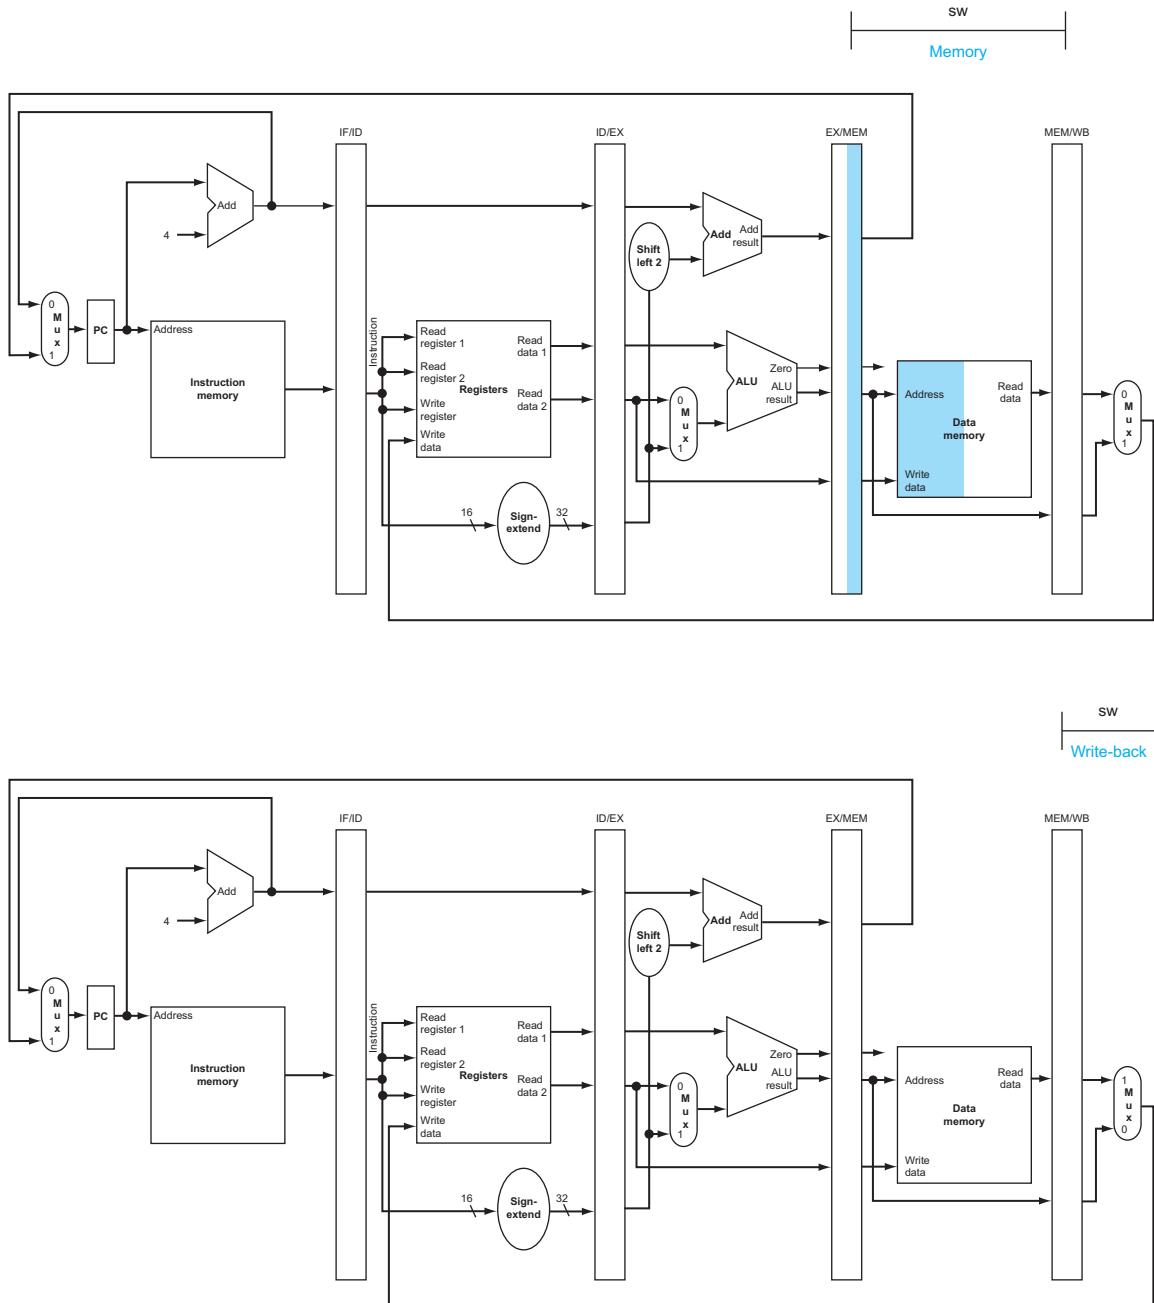 SW
Memory
IF/ID
ID/EX
EX/MEM
MEM/WB
Add
4
Shift
left 2
Add
Add
result
0
M
u
x
1
PC
Address
Instruction
memory
Instruction
Read
register 1
Read
register 2
Write
register
Write
data
Registers
Read
data 1
Read
data 2
0
M
u
x
1
Zero
ALU
ALU
result
Address
Read
data
Data
memory
Write
data
0
M
u
x
1
16
Sign-
extend
32
SW
Write-back
IF/ID
ID/EX
EX/MEM
MEM/WB
Add
4
Shift
left 2
Add
Add
result
0
M
u
x
1
PC
Address
Instruction
memory
Instruction
Read
register 1
Read
register 2
Write
register
Write
data
Registers
Read
data 1
Read
data 2
0
M
u
x
1
Zero
ALU
ALU
result
Address
Read
data
Data
memory
Write
data
1
M
u
x
0
16
Sign-
extend
32